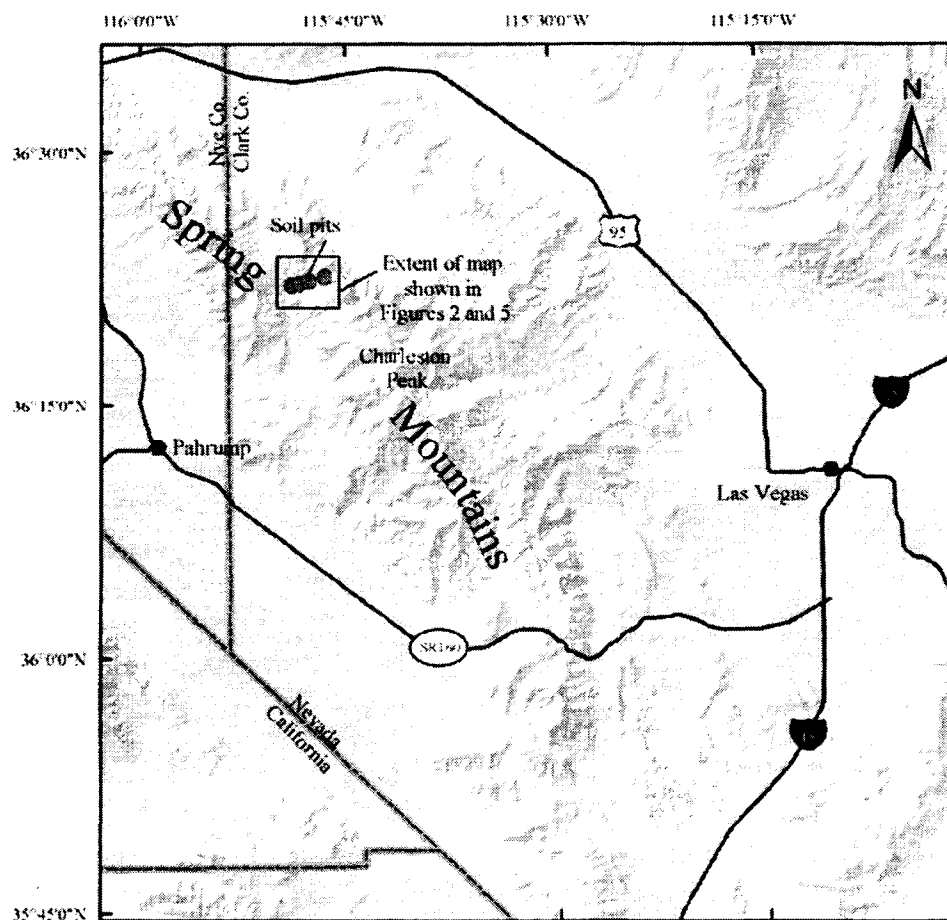 116°0'0"W 115°45'0"W 115°30'0"W 115°15'0"W
N
Nye Co.
Clark Co.
36°30'0"N
Spring
Soil pits
95
Extent of map
shown in
Figures 2 and 5
Charleston
Peak
36°15'0"N
Mountains
Pahrump
Las Vegas
36°0'0"N
SR160
Nevada
California
15
35°45'0"N